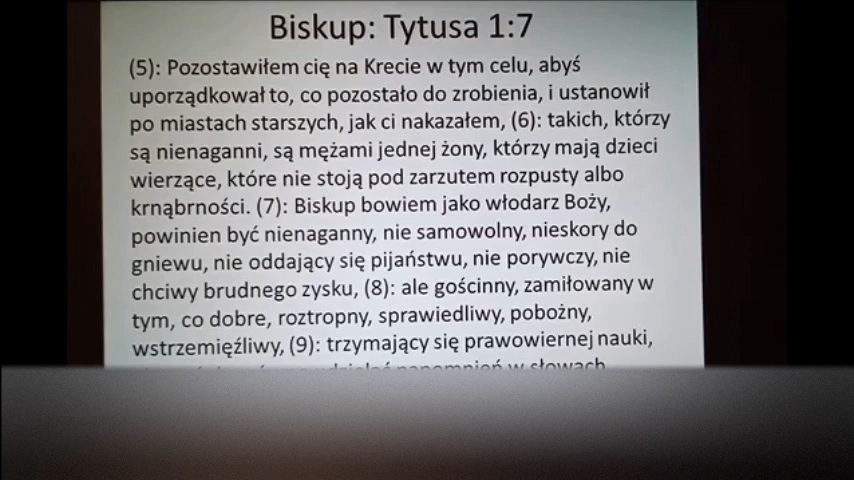 Biskup: Tytusa 1:7
(5): Pozostawiłem cię na Krecie w tym celu, abyś
uporządkował to, co pozostało do zrobienia, i ustanowił
po miastach starszych, jak ci nakazałem, (6): takich, którzy
są nienaganni, są mężami jednej żony, którzy mają dzieci
wierzące, które nie stoją pod zarzutem rozpusty albo
krnąbrności. (7): Biskup bowiem jako włodarz Boży,
powinien być nienaganny, nie samowolny, nieskory do
gniewu, nie oddający się pijaństwu, nie porywczy, nie
chciwy brudnego zysku, (8): ale gościnny, zamiłowany w
tym, co dobre, roztropny, sprawiedliwy, pobożny,
wstrzemięźliwy, (9): trzymający się prawowiernej nauki,
napomnień w słowach